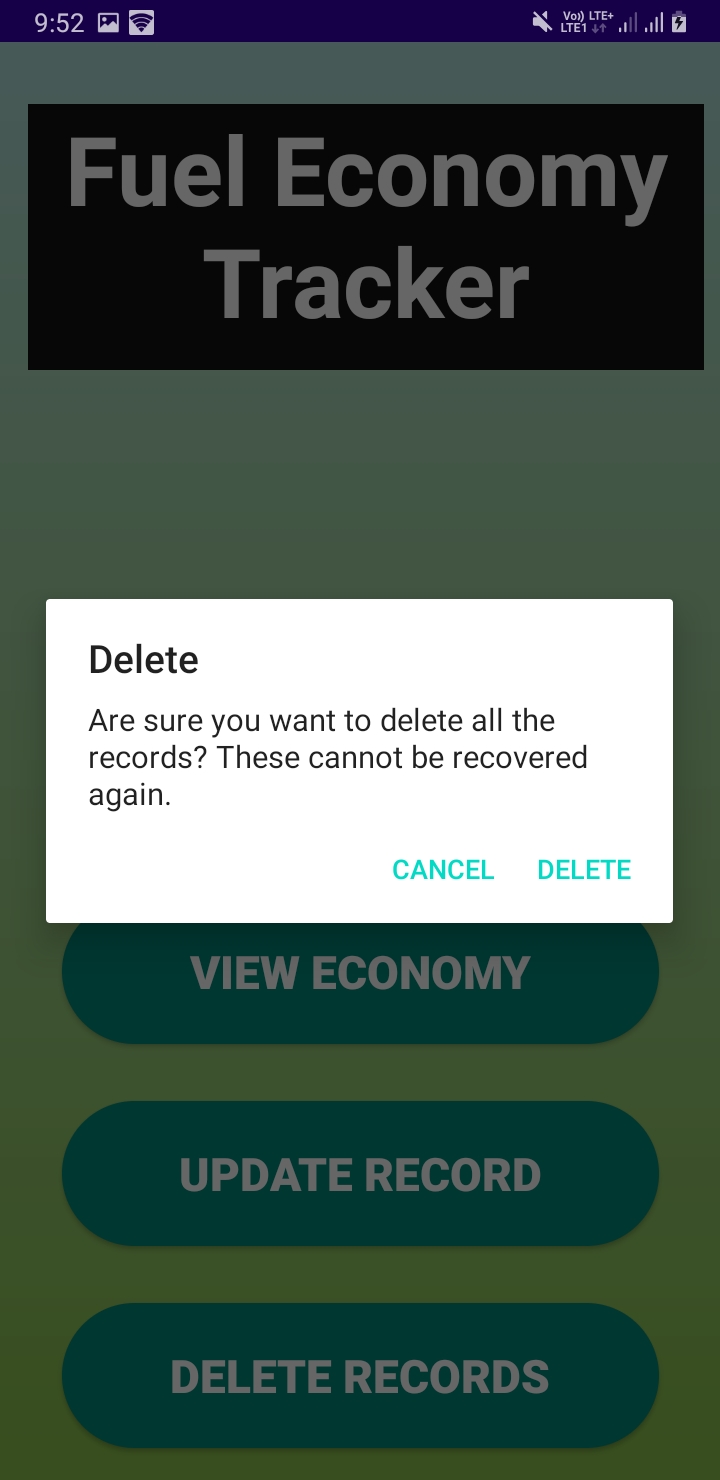 9:52
Vo)) LTE+
LTE1
Fuel Economy
Tracker
Delete
Are sure you want to delete all the
records? These cannot be recovered
again.
CANCEL DELETE
VIEW ECONOMY
UPDATE RECORD
DELETE RECORDS